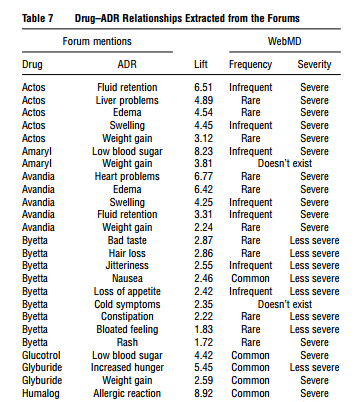 Table 7 Drug–ADR Relationships Extracted from the Forums
Forum mentions WebMD
Drug ADR Lift Frequency Severity
Actos Fluid retention 6.51 Infrequent Severe
Actos Liver problems 4.89 Rare Severe
Actos Edema 4.54 Rare Severe
Actos Swelling 4.45 Infrequent Severe
Actos Weight gain 3.12 Rare Severe
Amaryl Low blood sugar 8.23 Infrequent Severe
Amaryl Weight gain 3.81 Doesn't exist
Avandia Heart problems 6.77 Rare Severe
Avandia Edema 6.42 Rare Severe
Avandia Swelling 4.25 Infrequent Severe
Avandia Fluid retention 3.31 Infrequent Severe
Avandia Weight gain 2.24 Rare Severe
Byetta Bad taste 2.87 Rare Less severe
Byetta Hair loss 2.86 Rare Less severe
Byetta Jitteriness 2.55 Infrequent Less severe
Byetta Nausea 2.46 Common Less severe
Byetta Loss of appetite 2.42 Infrequent Less severe
Byetta Cold symptoms 2.35 Doesn't exist
Byetta Constipation 2.22 Rare Less severe
Byetta Bloated feeling 1.83 Rare Less severe
Byetta Rash 1.72 Rare Severe
Glucotrol Low blood sugar 4.42 Common Severe
Glyburide Increased hunger 5.45 Common Less severe
Glyburide Weight gain 2.59 Common Severe
Humalog Allergic reaction 8.92 Common Severe